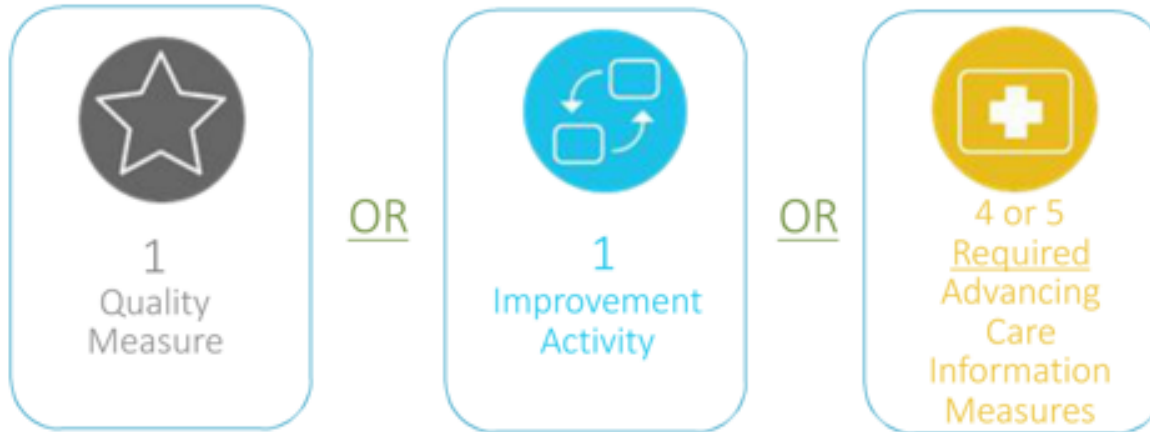 1
Quality
Measure
OR
1
Improvement
Activity
OR
4 or 5
Required
Advancing
Care
Information
Measures